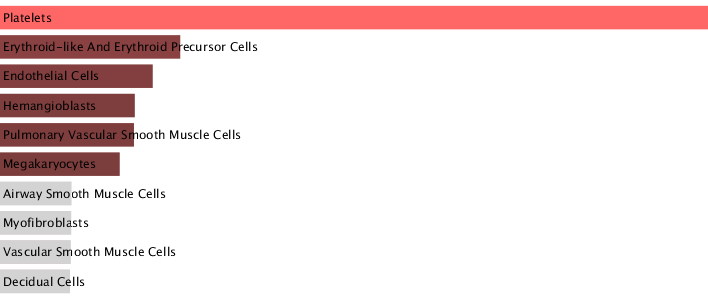 Platelets
Erythroid-like And Erythroid Precursor Cells
Endothelial Cells
Hemangioblasts
Pulmonary Vascular Smooth Muscle Cells
Megakaryocytes
Airway Smooth Muscle Cells
Myofibroblasts
Vascular Smooth Muscle Cells
Decidual Cells